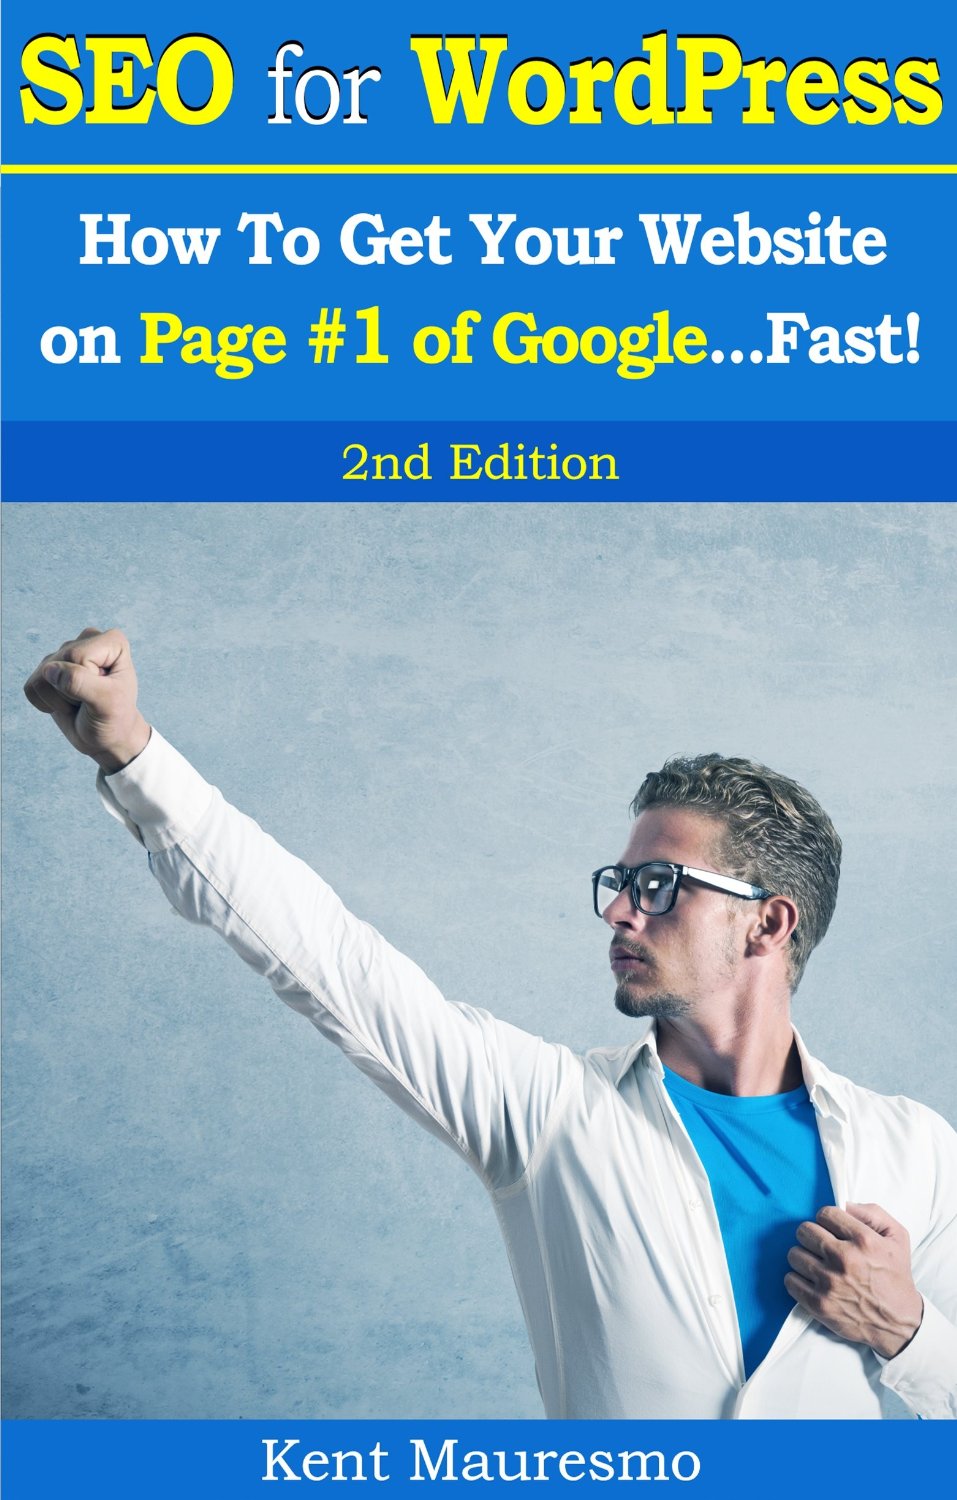 SEO for WordPress
How To Get Your Website
on Page #1 of Google...Fast!
2nd Edition
Kent Mauresmo